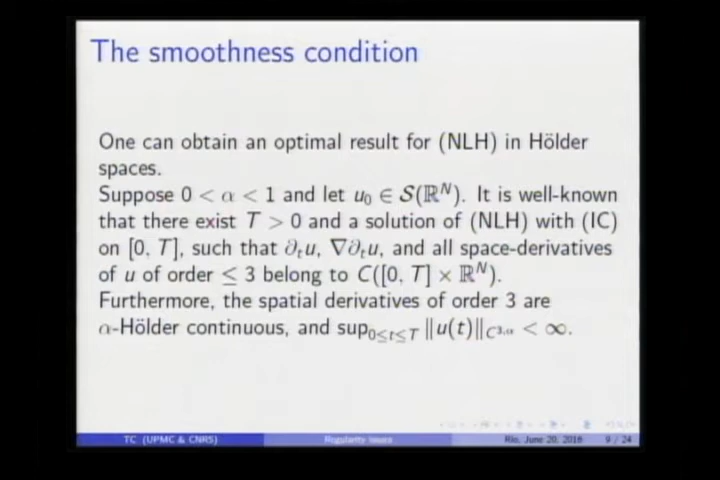 The smoothness condition
One can obtain an optimal result for (NLH) in Hölder
spaces.
Suppose 0 < α < 1 and let u₀ ∈ 𝒮(ℝᴺ). It is well-known
that there exist T > 0 and a solution of (NLH) with (IC)
on [0, T], such that ∂ₜu, ∇∂ₜu, and all space-derivatives
of u of order ≤ 3 belong to C([0, T] × ℝᴺ).
Furthermore, the spatial derivatives of order 3 are
α-Hölder continuous, and sup_{0≤t≤T} ‖u(t)‖_{C^{3,α}} < ∞.
TC (UPMC & CNRS) Regularity issues Rio, June 20, 2016 9 / 24